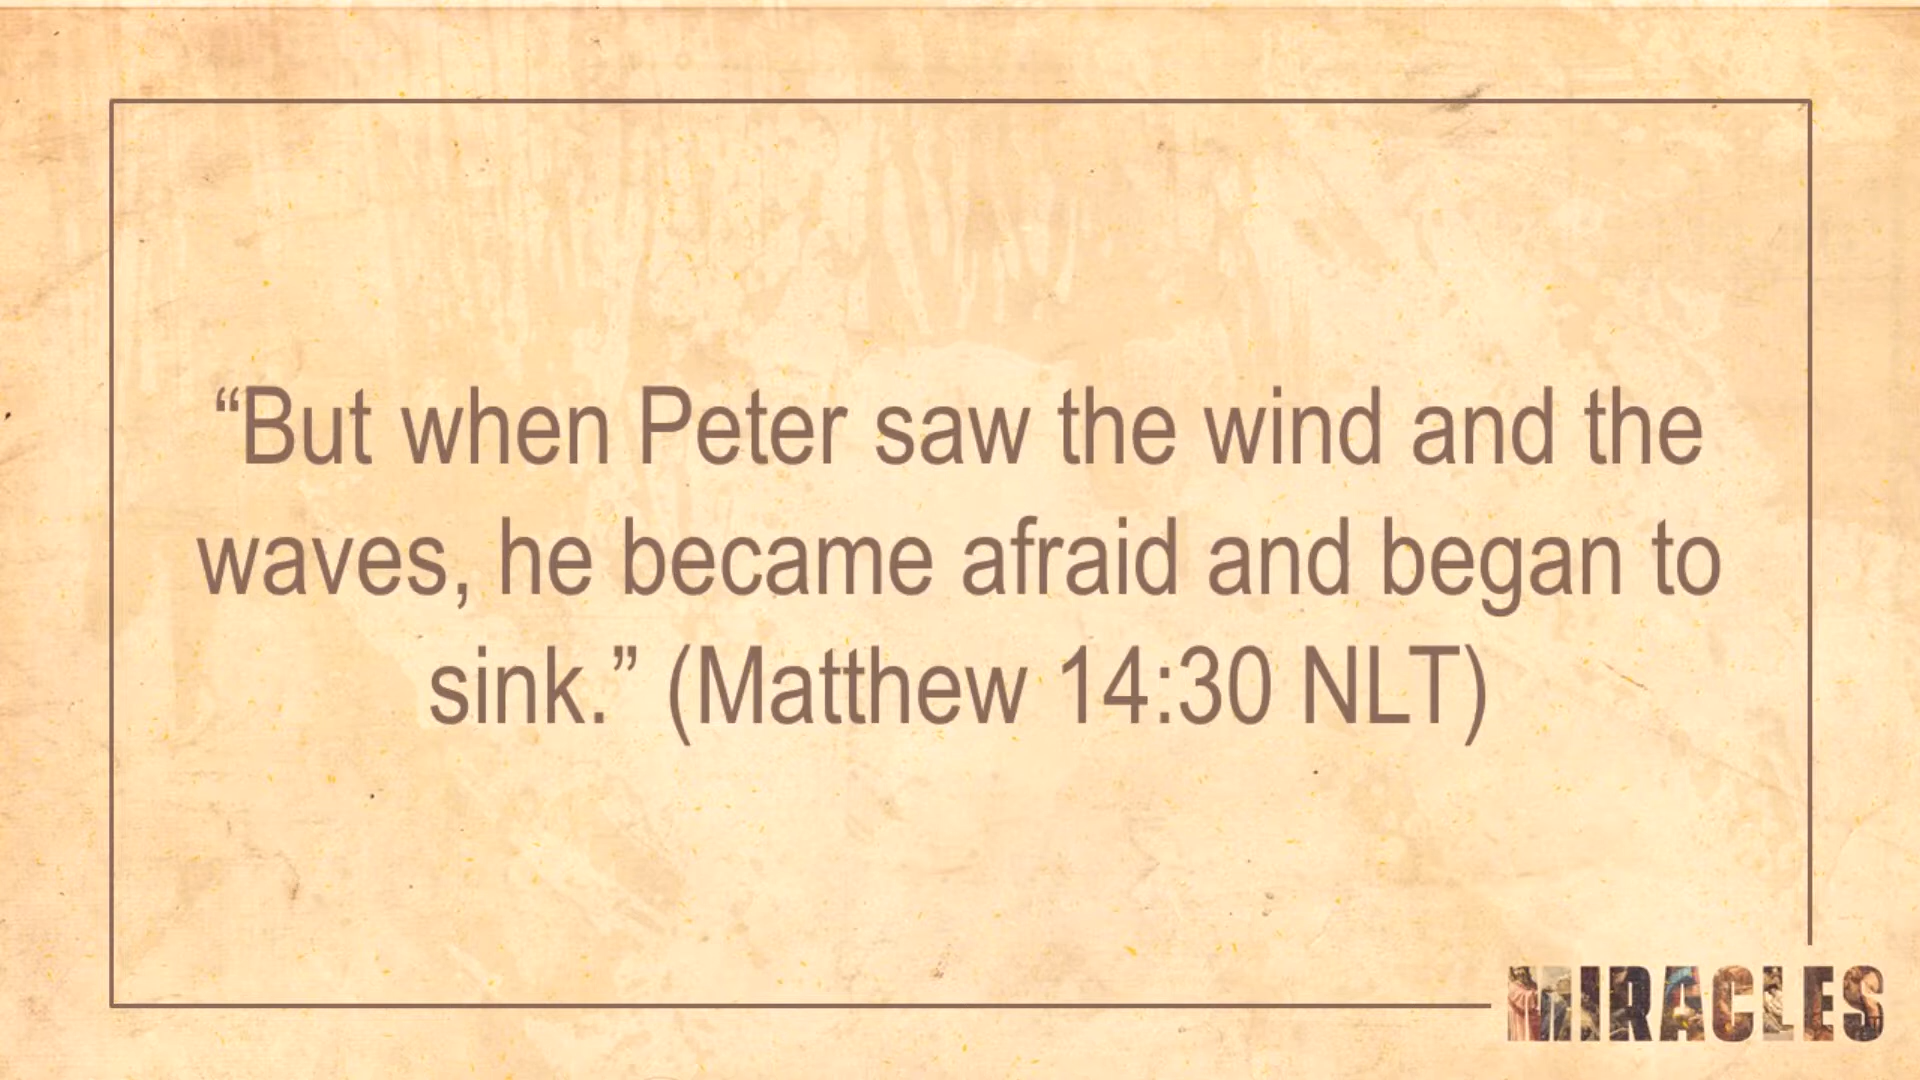 “But when Peter saw the wind and the
waves, he became afraid and began to
sink.” (Matthew 14:30 NLT)
MIRACLES